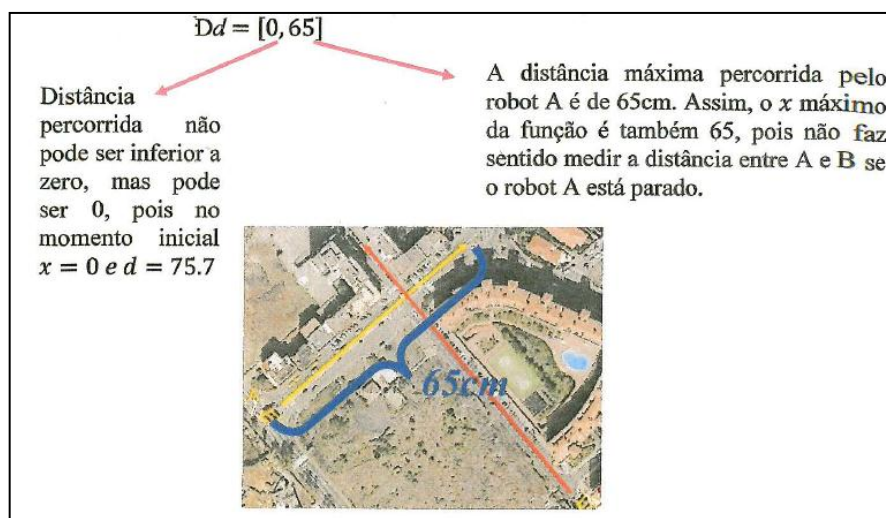 Dd = [0, 65]
Distância
percorrida não
pode ser inferior a
zero, mas pode
ser 0, pois no
momento inicial
x = 0 e d = 75.7
A distância máxima percorrida pelo
robot A é de 65cm. Assim, o x máximo
da função é também 65, pois não faz
sentido medir a distância entre A e B se
o robot A está parado.
65cm